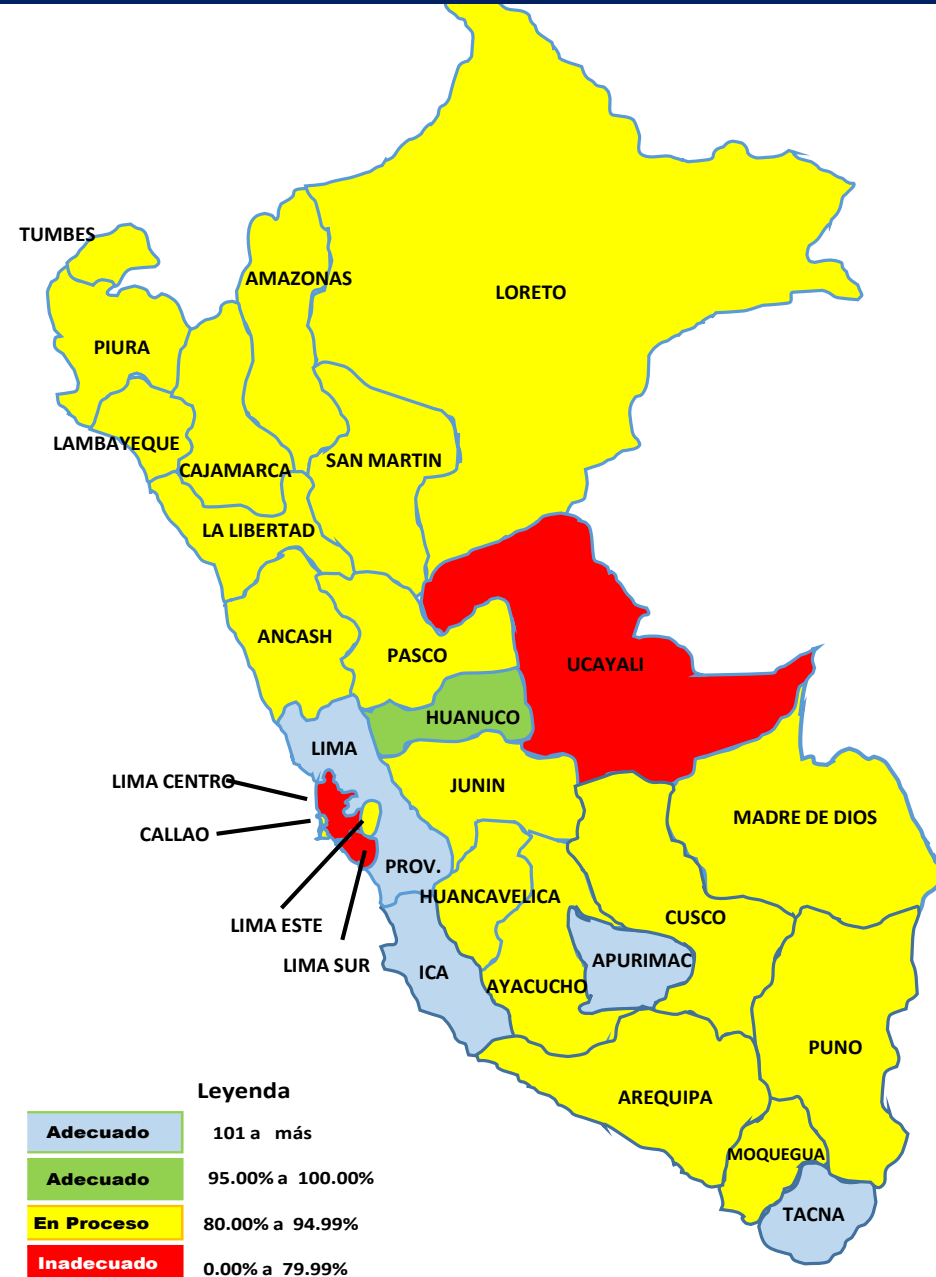 TUMBES
AMAZONAS
LORETO
PIURA
LAMBAYEQUE
CAJAMARCA
SAN MARTIN
LA LIBERTAD
ANCASH
PASCO
UCAYALI
HUANUCO
LIMA
LIMA CENTRO
JUNIN
CALLAO
MADRE DE DIOS
PROV.
HUANCAVELICA
CUSCO
LIMA ESTE
LIMA SUR
ICA
APURIMAC
AYACUCHO
PUNO
AREQUIPA
MOQUEGUA
TACNA
Leyenda
Adecuado 101 a más
Adecuado 95.00% a 100.00%
En Proceso 80.00% a 94.99%
Inadecuado 0.00% a 79.99%